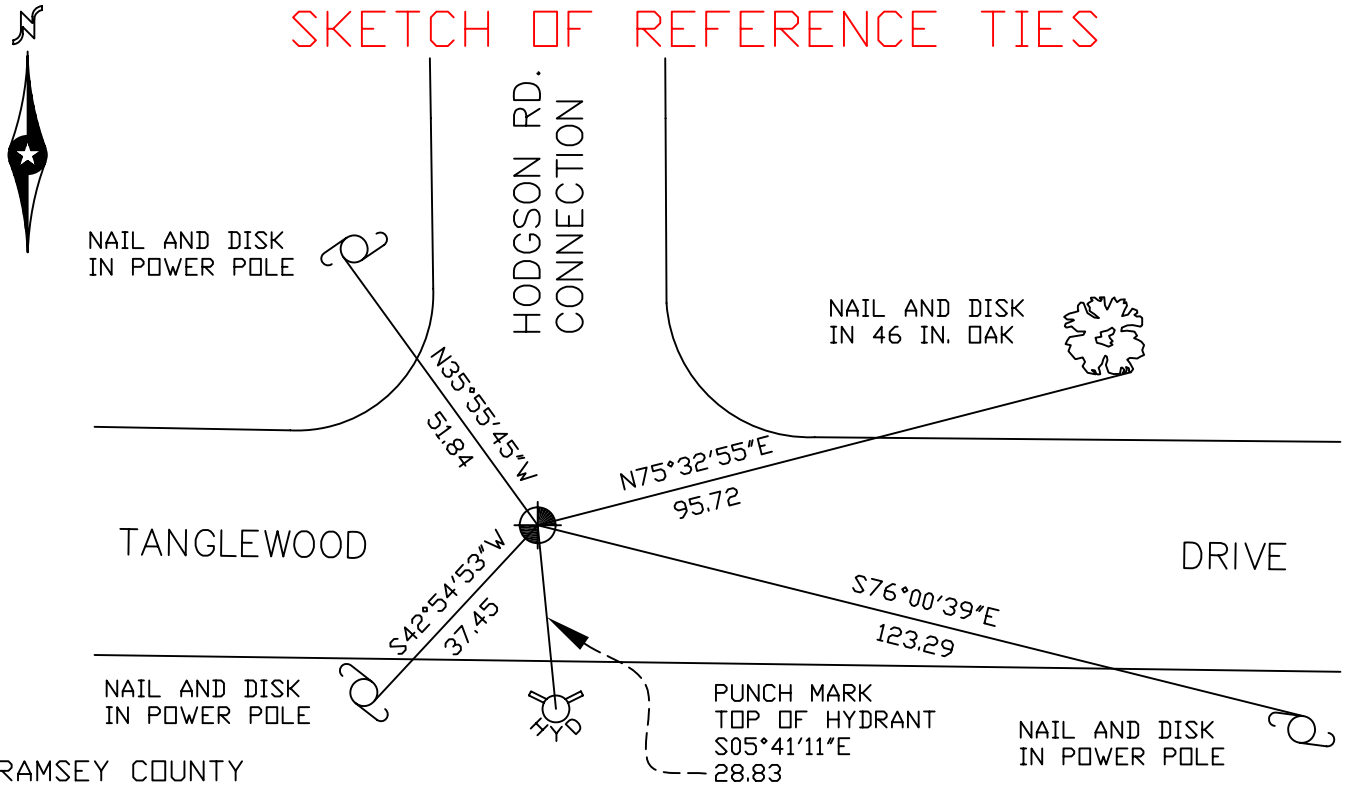 N
SKETCH OF REFERENCE TIES
HODGSON RD.
CONNECTION
NAIL AND DISK
IN POWER POLE
NAIL AND DISK
IN 46 IN. OAK
N35°55'45"W
51.84
N75°32'55"E
95.72
TANGLEWOOD
DRIVE
S42°54'53"W
37.45
S76°00'39"E
123.29
NAIL AND DISK
IN POWER POLE
HYD
PUNCH MARK
TOP OF HYDRANT
S05°41'11"E
28.83
NAIL AND DISK
IN POWER POLE
RAMSEY COUNTY